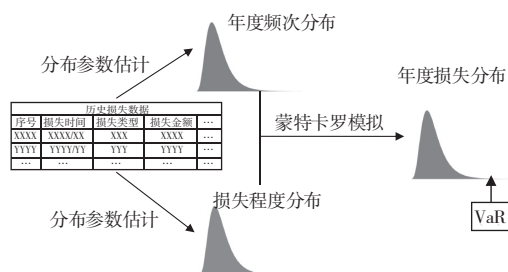 年度频次分布
分布参数估计
年度损失分布
历史损失数据
序号 损失时间 损失类型 损失金额 …
XXXX XXXX/XX XXX XXXX …
YYYY YYYY/YY YYY YYYY …
… … … … …
蒙特卡罗模拟
分布参数估计
损失程度分布
VaR